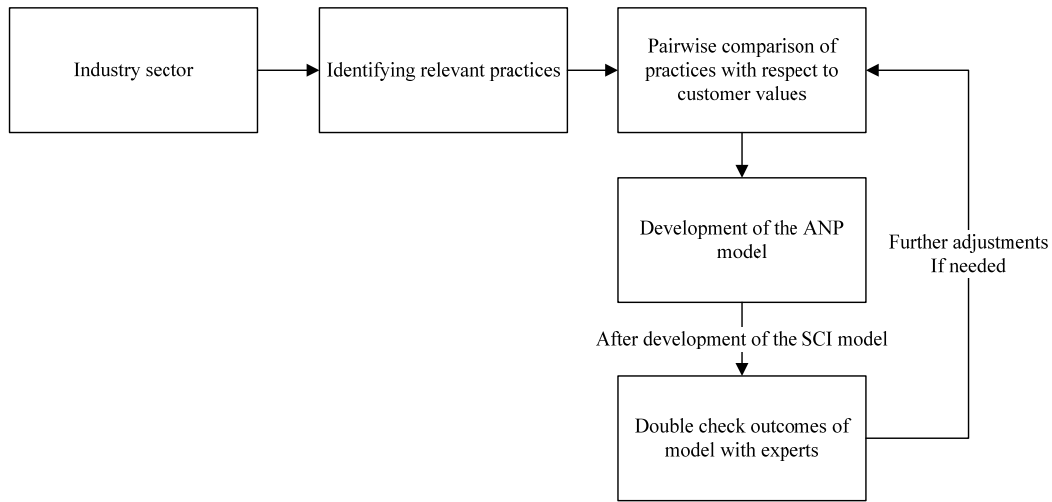 Industry sector
Identifying relevant practices
Pairwise comparison of
practices with respect to
customer values
Development of the ANP
model
Further adjustments
If needed
After development of the SCI model
Double check outcomes of
model with experts